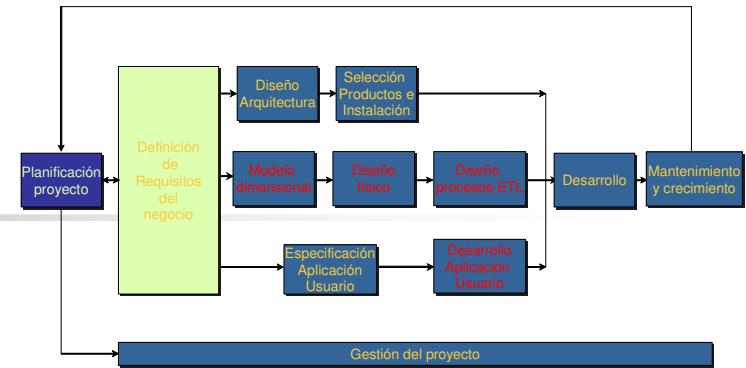 Planificación
proyecto
Definición
de
Requisitos
del
negocio
Diseño
Arquitectura
Selección
Productos e
Instalación
Modelo
dimensional
Diseño
físico
Diseño
procesos ETL
Especificación
Aplicación
Usuario
Desarrollo
Aplicación
Usuario
Desarrollo
Mantenimiento
y crecimiento
Gestión del proyecto